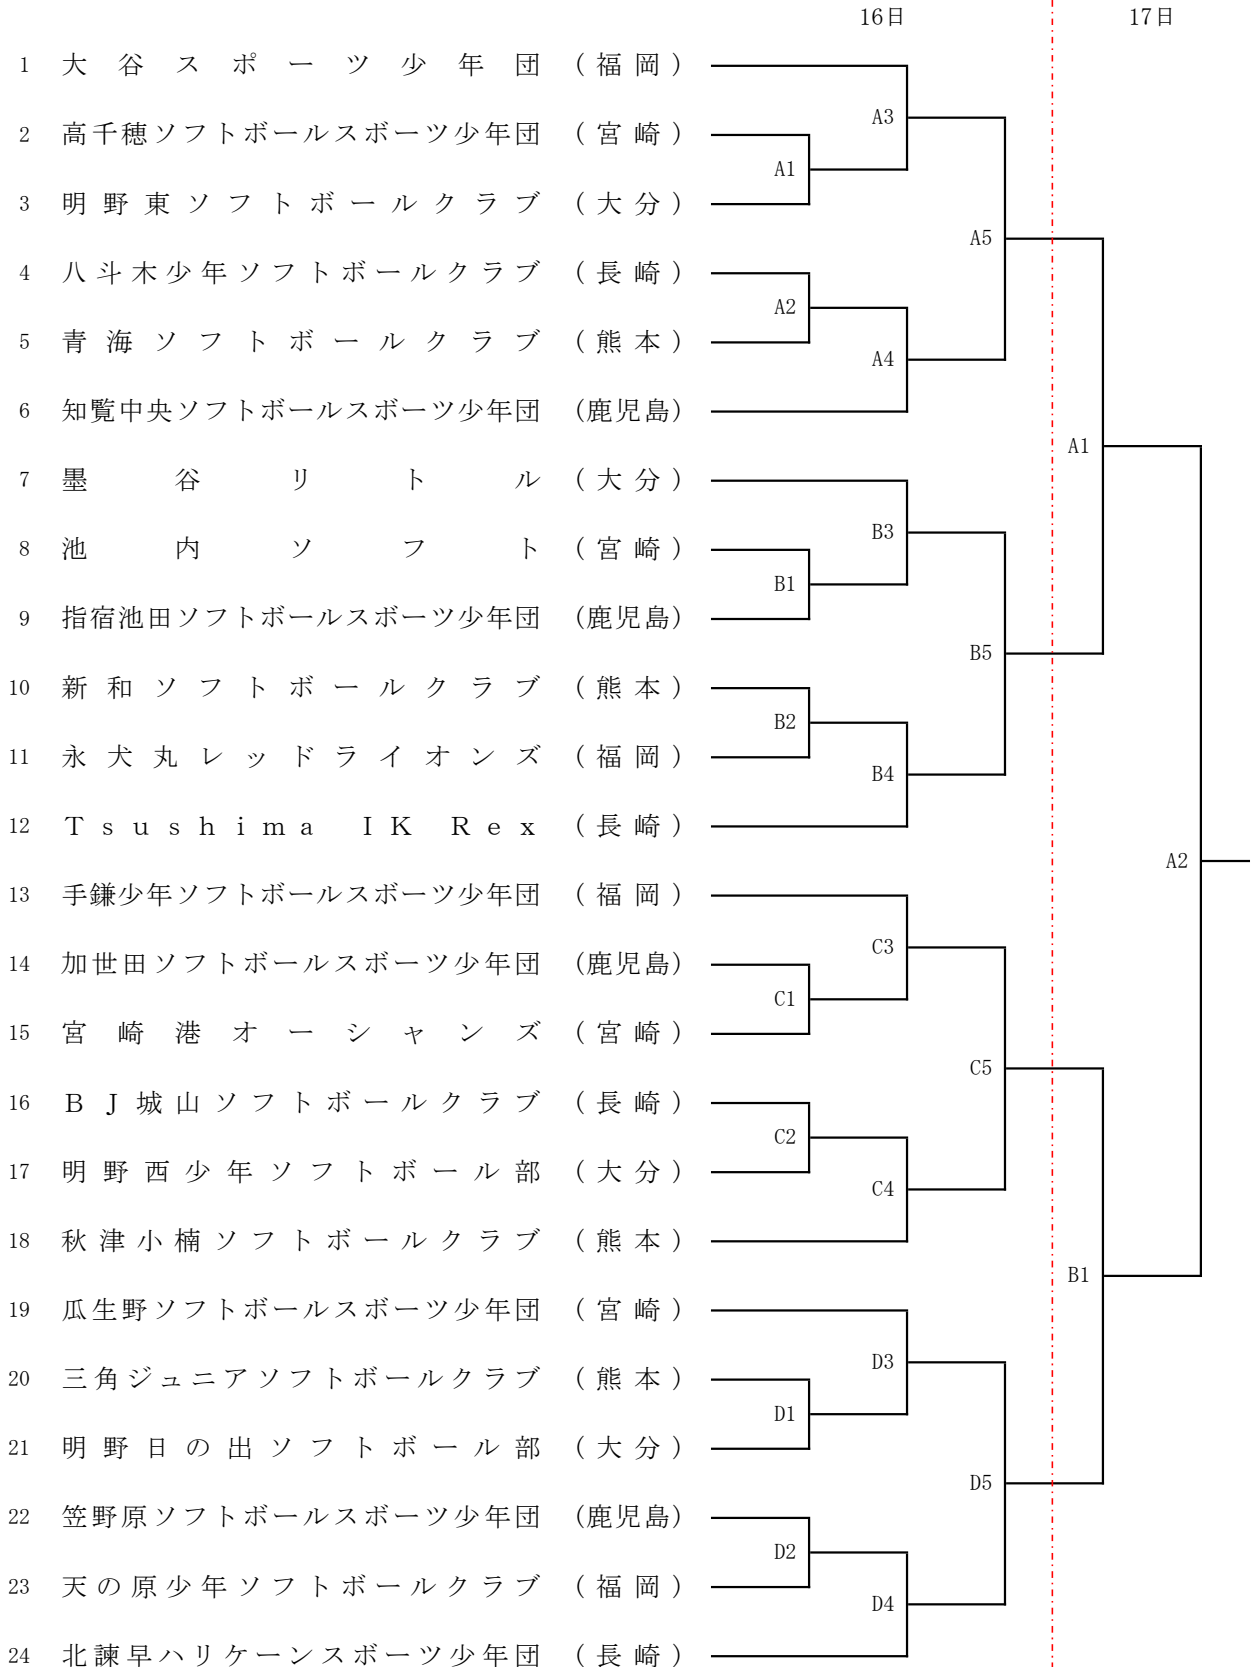 16日 17日
1 大谷スポーツ少年団 (福岡)
A3
2 高千穂ソフトボールスポーツ少年団 (宮崎)
A1
3 明野東ソフトボールクラブ (大分)
A5
4 八斗木少年ソフトボールクラブ (長崎)
A2
5 青海ソフトボールクラブ (熊本)
A4
6 知覧中央ソフトボールスポーツ少年団 (鹿児島)
A1
7 墨谷リトル (大分)
B3
8 池内ソフト (宮崎)
B1
9 指宿池田ソフトボールスポーツ少年団 (鹿児島)
B5
10 新和ソフトボールクラブ (熊本)
B2
11 永犬丸レッドライオンズ (福岡)
B4
12 Tsushima IK Rex (長崎)
A2
13 手鎌少年ソフトボールスポーツ少年団 (福岡)
C3
14 加世田ソフトボールスポーツ少年団 (鹿児島)
C1
15 宮崎港オーシャンズ (宮崎)
C5
16 BJ城山ソフトボールクラブ (長崎)
C2
17 明野西少年ソフトボール部 (大分)
C4
18 秋津小楠ソフトボールクラブ (熊本)
B1
19 瓜生野ソフトボールスポーツ少年団 (宮崎)
D3
20 三角ジュニアソフトボールクラブ (熊本)
D1
21 明野日の出ソフトボール部 (大分)
D5
22 笠野原ソフトボールスポーツ少年団 (鹿児島)
D2
23 天の原少年ソフトボールクラブ (福岡)
D4
24 北諫早ハリケーンスポーツ少年団 (長崎)